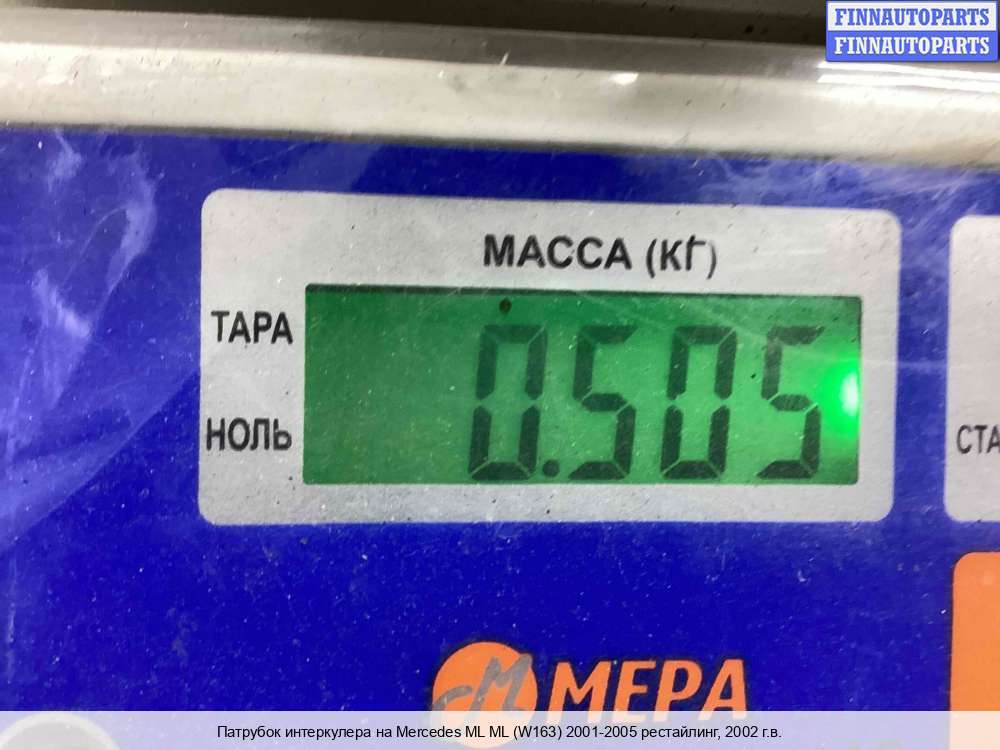 FINNAUTOPARTS
FINNAUTOPARTS
МАССА (КГ)
ТАРА
0.505
НОЛЬ
СТА
МЕРА
Патрубок интеркулера на Mercedes ML ML (W163) 2001-2005 рестайлинг, 2002 г.в.